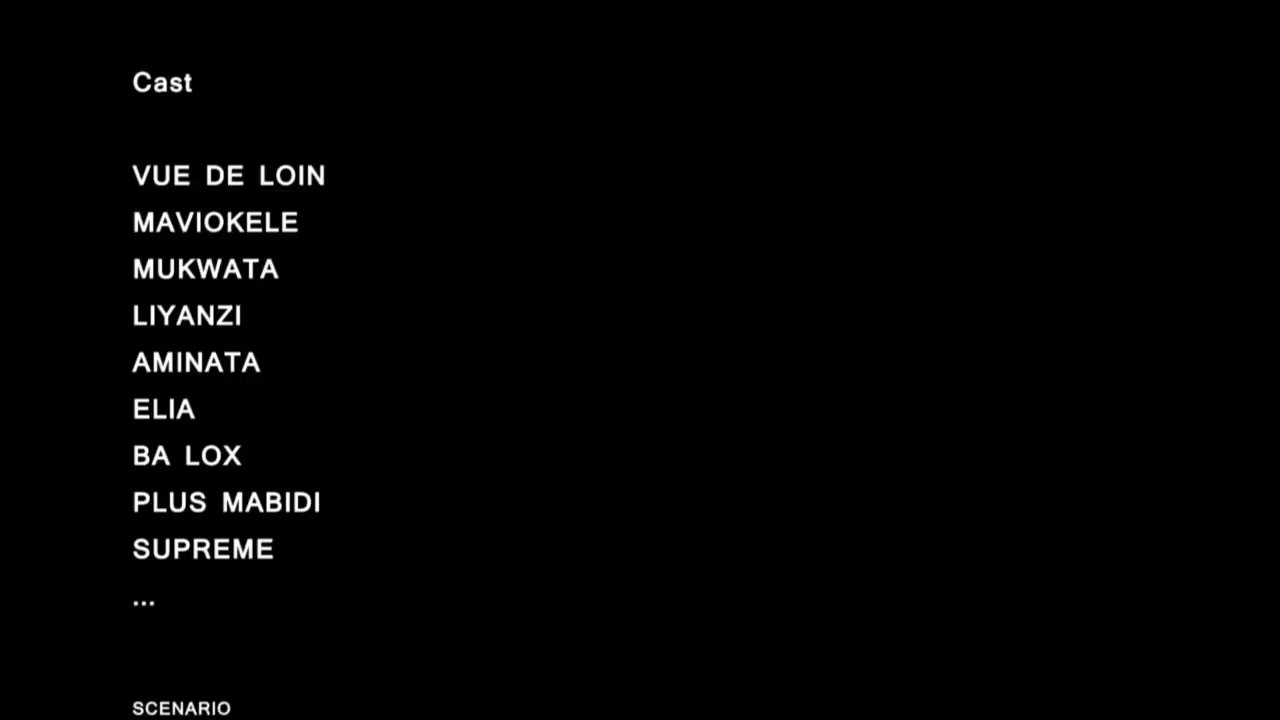 Cast
VUE DE LOIN
MAVIOKELE
MUKWATA
LIYANZI
AMINATA
ELIA
BA LOX
PLUS MABIDI
SUPREME
...
SCENARIO